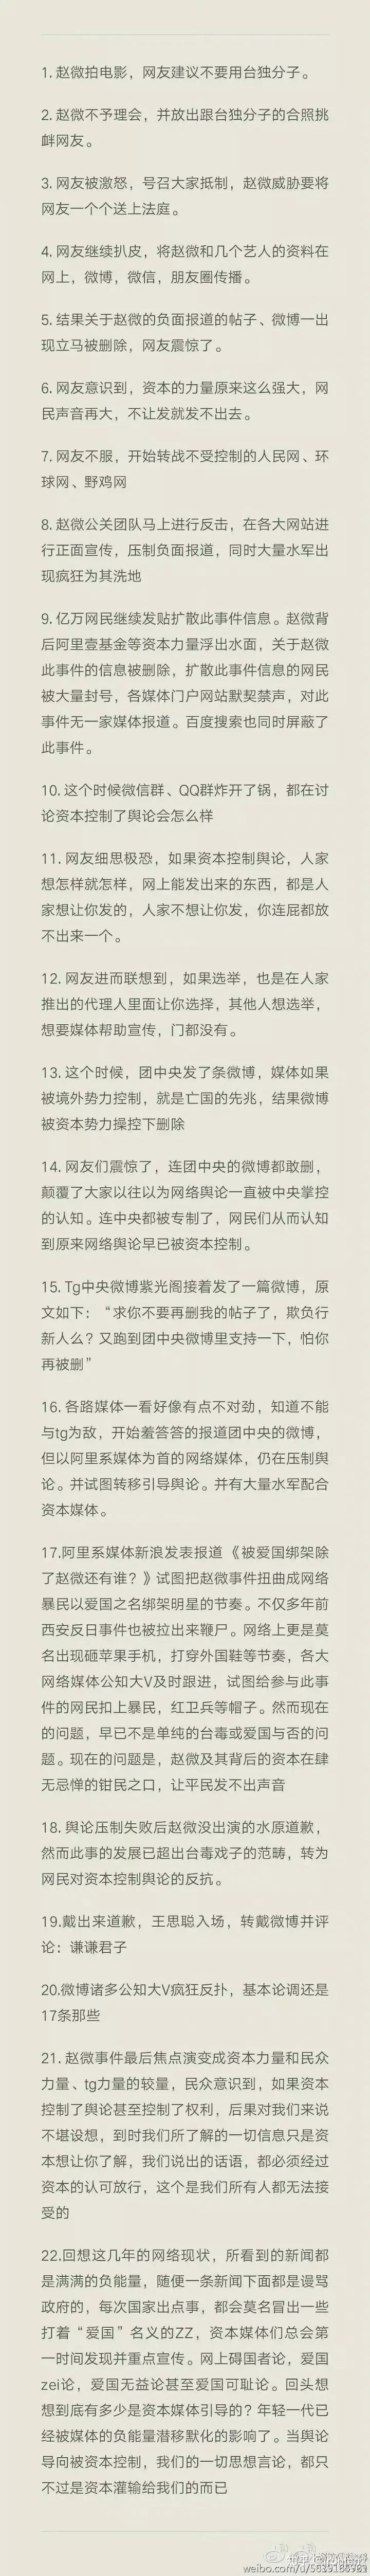 1. 赵微拍电影，网友建议不要用台独分子。
2. 赵微不予理会，并放出跟台独分子的合照挑
衅网友。
3. 网友被激怒，号召大家抵制，赵微威胁要将
网友一个个送上法庭。
4. 网友继续扒皮，将赵微和几个艺人的资料在
网上，微博，微信，朋友圈传播。
5. 结果关于赵微的负面报道的帖子、微博一出
现立马被删除，网友震惊了。
6. 网友意识到，资本的力量原来这么强大，网
民声音再大，不让发就发不出去。
7. 网友不服，开始转战不受控制的人民网、环
球网、野鸡网
8. 赵微公关团队马上进行反击，在各大网站进
行正面宣传，压制负面报道，同时大量水军出
现疯狂为其洗地
9. 亿万网民继续发贴扩散此事件信息。赵微背
后阿里壹基金等资本力量浮出水面，关于赵微
此事件的信息被删除，扩散此事件信息的网民
被大量封号，各媒体门户网站默契禁声，对此
事件无一家媒体报道。百度搜索也同时屏蔽了
此事件。
10. 这个时候微信群、QQ群炸开了锅，都在讨
论资本控制了舆论会怎么样
11. 网友细思极恐，如果资本控制舆论，人家
想怎样就怎样，网上能发出来的东西，都是人
家想让你发的，人家不想让你发，你连屁都放
不出来一个。
12. 网友进而联想到，如果选举，也是在人家
推出的代理人里面让你选择，其他人想选举，
想要媒体帮助宣传，门都没有。
13. 这个时候，团中央发了条微博，媒体如果
被境外势力控制，就是亡国的先兆，结果微博
被资本势力操控下删除
14. 网友们震惊了，连团中央的微博都敢删，
颠覆了大家以往以为网络舆论一直被中央掌控
的认知。连中央都被专制了，网民们从而认知
到原来网络舆论早已被资本控制。
15. Tg中央微博紫光阁接着发了一篇微博，原
文如下：“求你不要再删我的帖子了，欺负行
新人么？又跑到团中央微博里支持一下，怕你
再被删”
16. 各路媒体一看好像有点不对劲，知道不能
与tg为敌，开始羞答答的报道团中央的微博，
但以阿里系媒体为首的网络媒体，仍在压制舆
论。并试图转移引导舆论。并有大量水军配合
资本媒体。
17.阿里系媒体新浪发表报道《被爱国绑架除
了赵微还有谁？》试图把赵微事件扭曲成网络
暴民以爱国之名绑架明星的节奏。不仅多年前
西安反日事件也被拉出来鞭尸。网络上更是莫
名出现砸苹果手机，打穿外国鞋等节奏，各大
网络媒体公知大V及时跟进，试图给参与此事
件的网民扣上暴民，红卫兵等帽子。然而现在
的问题，早已不是单纯的台毒或爱国与否的问
题。现在的问题是，赵微及其背后的资本在肆
无忌惮的钳民之口，让平民发不出声音
18. 舆论压制失败后赵微没出演的水原道歉，
然而此事的发展已超出台毒戏子的范畴，转为
网民对资本控制舆论的反抗。
19.戴出来道歉，王思聪入场，转戴微博并评
论：谦谦君子
20.微博诸多公知大V疯狂反扑，基本论调还是
17条那些
21. 赵微事件最后焦点演变成资本力量和民众
力量、tg力量的较量，民众意识到，如果资本
控制了舆论甚至控制了权利，后果对我们来说
不堪设想，到时我们所了解的一切信息只是资
本想让你了解，我们说出的话语，都必须经过
资本的认可放行，这个是我们所有人都无法接
受的
22.回想这几年的网络现状，所看到的新闻都
是满满的负能量，随便一条新闻下面都是谩骂
政府的，每次国家出点事，都会莫名冒出一些
打着“爱国”名义的ZZ，资本媒体们总会第
一时间发现并重点宣传。网上碍国者论，爱国
zei论，爱国无益论甚至爱国可耻论。回头想
想到底有多少是资本媒体引导的？年轻一代已
经被媒体的负能量潜移默化的影响了。当舆论
导向被资本控制，我们的一切思想言论，都只
不过是资本灌输给我们的而已